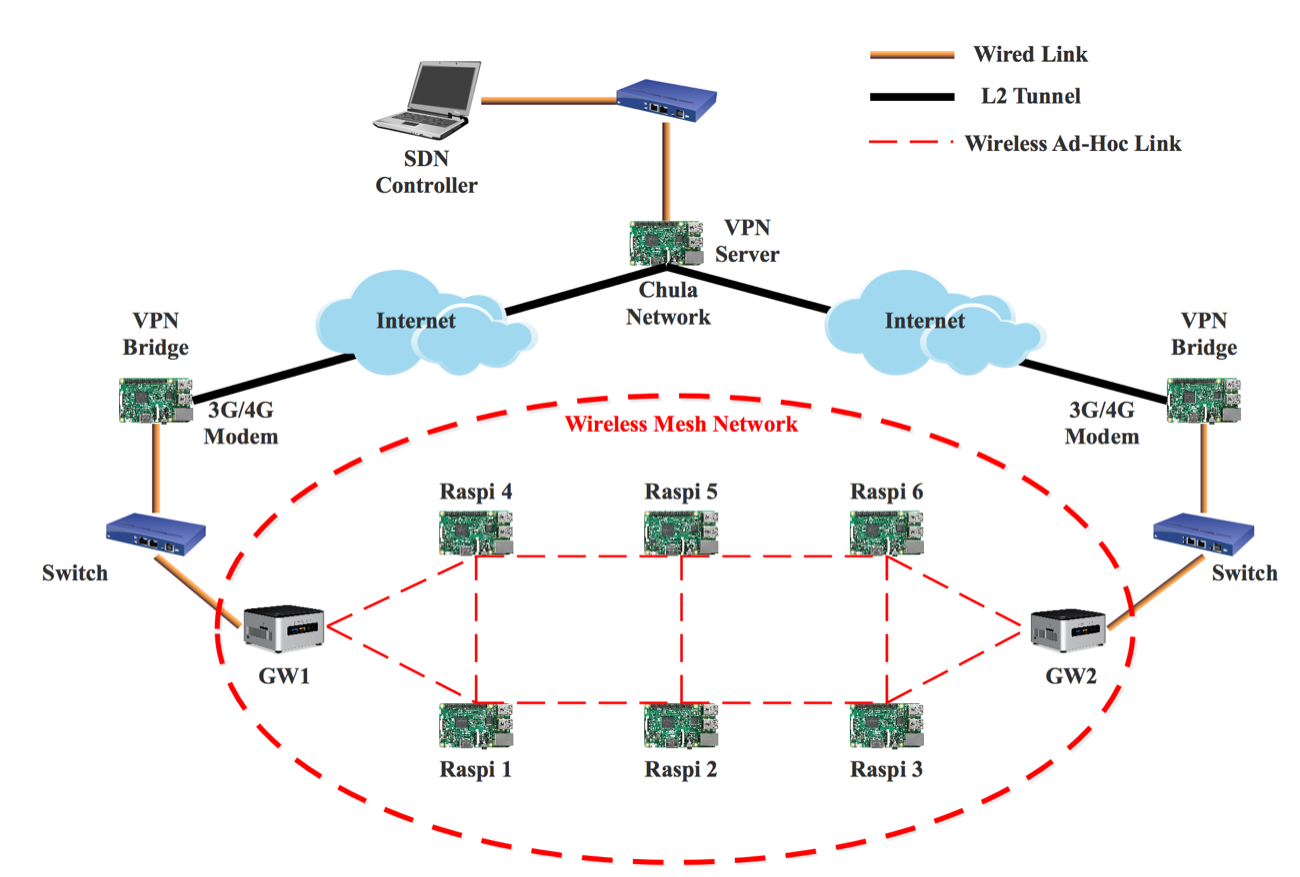 Wired Link
L2 Tunnel
Wireless Ad-Hoc Link
SDN
Controller
VPN
Server
Chula
Network
Internet
Internet
VPN
Bridge
3G/4G
Modem
VPN
Bridge
3G/4G
Modem
Wireless Mesh Network
Raspi 4
Raspi 5
Raspi 6
Switch
Switch
GW1
GW2
Raspi 1
Raspi 2
Raspi 3